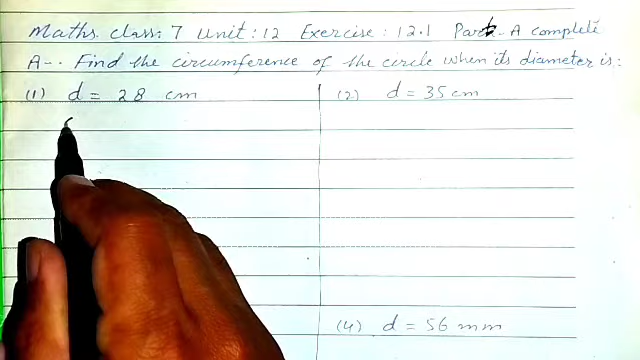 Maths class: 7 Unit: 12 Exercise: 12.1 Part - A complete
A-. Find the circumference of the circle when its diameter is:
(1) d = 28 cm
(2) d = 35 cm
(4) d = 56 mm